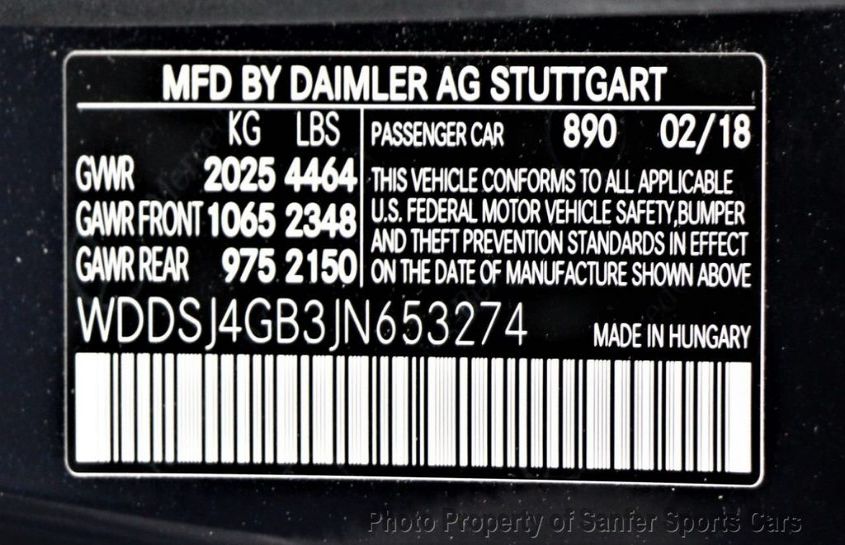 MFD BY DAIMLER AG STUTTGART
KG LBS
GVWR 2025 4464
GAWR FRONT 1065 2348
GAWR REAR 975 2150
PASSENGER CAR 890 02/18
THIS VEHICLE CONFORMS TO ALL APPLICABLE
U.S. FEDERAL MOTOR VEHICLE SAFETY,BUMPER
AND THEFT PREVENTION STANDARDS IN EFFECT
ON THE DATE OF MANUFACTURE SHOWN ABOVE
WDDSJ4GB3JN653274
MADE IN HUNGARY
Photo Property of Sanfer Sports Cars